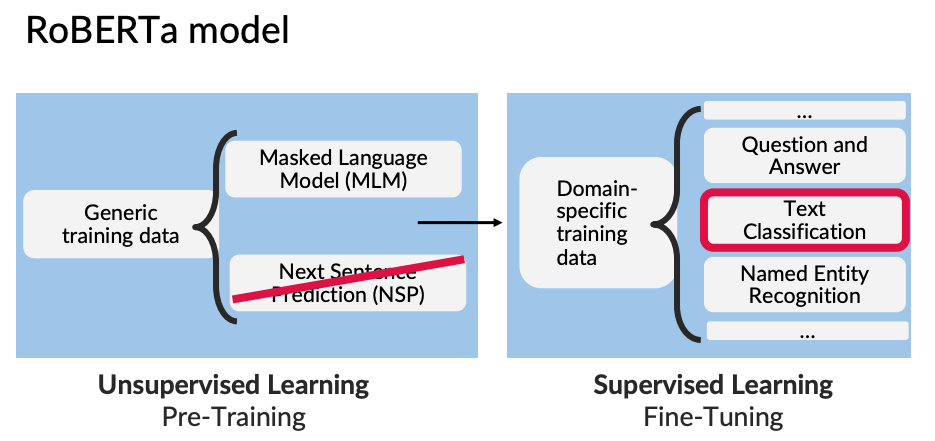 RoBERTa model
Generic
training data
Masked Language
Model (MLM)
Next Sentence
Prediction (NSP)
Domain-
specific
training
data
...
Question and
Answer
Text
Classification
Named Entity
Recognition
...
Unsupervised Learning
Pre-Training
Supervised Learning
Fine-Tuning